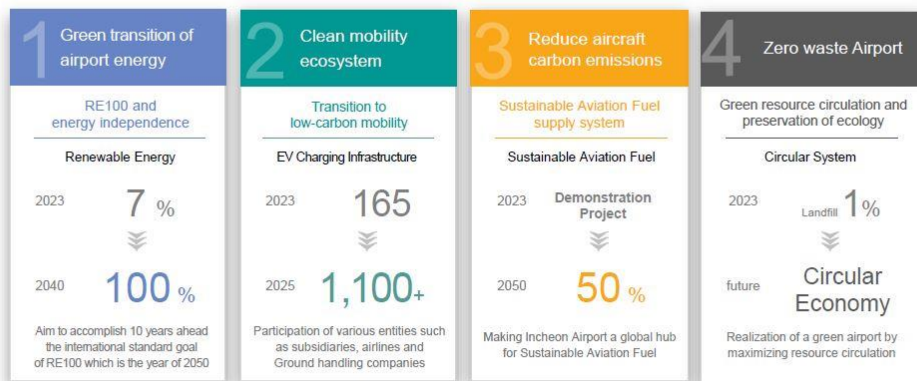 1
Green transition of
airport energy
RE100 and
energy independence
Renewable Energy
2023
7 %
2040
100 %
Aim to accomplish 10 years ahead
the international standard goal
of RE100 which is the year of 2050
2
Clean mobility
ecosystem
Transition to
low-carbon mobility
EV Charging Infrastructure
2023
165
2025
1,100+
Participation of various entities such
as subsidiaries, airlines and
Ground handling companies
3
Reduce aircraft
carbon emissions
Sustainable Aviation Fuel
supply system
Sustainable Aviation Fuel
2023
Demonstration
Project
2050
50 %
Making Incheon Airport a global hub
for Sustainable Aviation Fuel
4
Zero waste Airport
Green resource circulation and
preservation of ecology
Circular System
2023
Landfill 1%
future
Circular
Economy
Realization of a green airport by
maximizing resource circulation